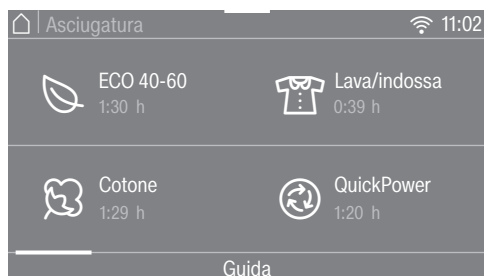 Asciugatura 11:02
ECO 40-60
1:30 h
Lava/indossa
0:39 h
Cotone
1:29 h
QuickPower
1:20 h
Guida